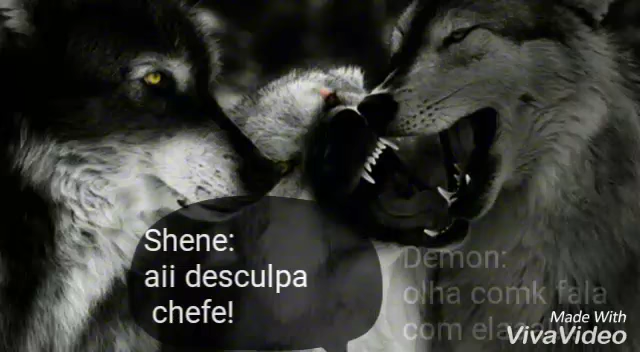 Shene:
aii desculpa
chefe!
Demon:
olha comk fala
com ela
Made With
VivaVideo